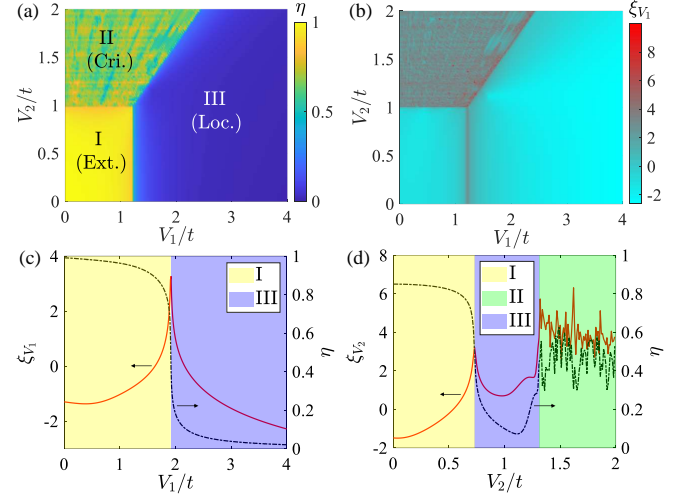 (a)
η
2
1.5
1
0.5
0
V₂/t
II
(Cri.)
I
(Ext.)
III
(Loc.)
0
1
2
3
4
V₁/t
1
0.5
0
(b)
ξ_V₁
2
1.5
1
0.5
0
V₂/t
0
1
2
3
4
V₁/t
8
6
4
2
0
-2
(c)
4
2
0
-2
ξ_V₁
I
III
0
1
2
3
4
V₁/t
1
0.8
0.6
0.4
0.2
0
η
(d)
8
6
4
2
0
-2
ξ_V₂
I
II
III
0
0.5
1
1.5
2
V₂/t
1
0.8
0.6
0.4
0.2
0
η